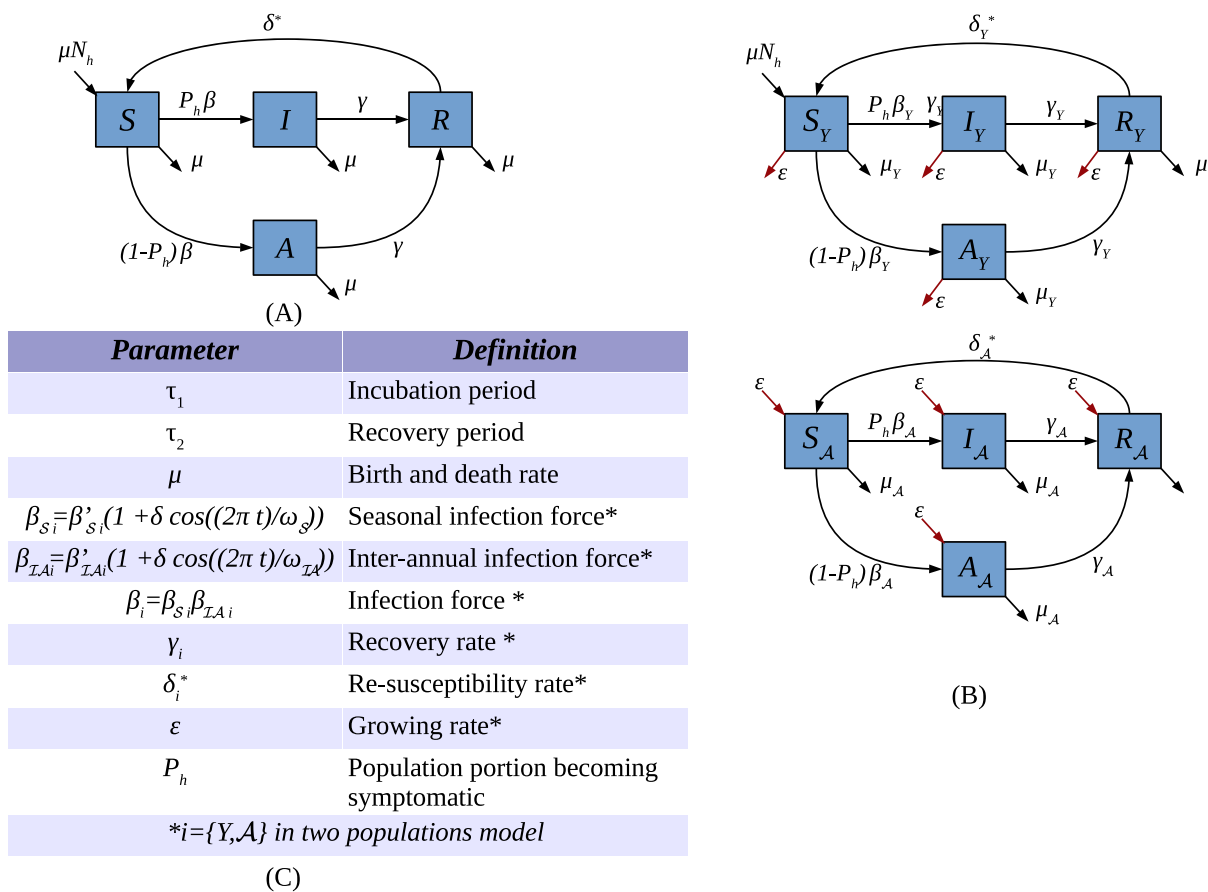 δ*
μN_h
S
P_h β
I
γ
R
μ
μ
μ
(1-P_h) β
A
γ
μ
(A)
δ_Y*
μN_h
S_Y
P_h β_Y
γ_Y
I_Y
γ_Y
R_Y
ε
μ_Y
ε
μ_Y
ε
μ
(1-P_h) β_Y
A_Y
γ_Y
ε
μ_Y
δ_𝒜*
ε
ε
ε
S_𝒜
P_h β_𝒜
I_𝒜
γ_𝒜
R_𝒜
μ_𝒜
μ_𝒜
ε
(1-P_h) β_𝒜
A_𝒜
γ_𝒜
μ_𝒜
(B)
Parameter Definition
τ₁ Incubation period
τ₂ Recovery period
μ Birth and death rate
β_𝒮i=β’_𝒮i(1 +δ cos((2π t)/ω_𝒮)) Seasonal infection force*
β_ℐ𝒜i=β’_ℐ𝒜i(1 +δ cos((2π t)/ω_ℐ𝒜)) Inter-annual infection force*
β_i=β_𝒮i β_ℐ𝒜i Infection force *
γ_i Recovery rate *
δ_i* Re-susceptibility rate*
ε Growing rate*
P_h Population portion becoming
symptomatic
*i={Y,𝒜} in two populations model
(C)